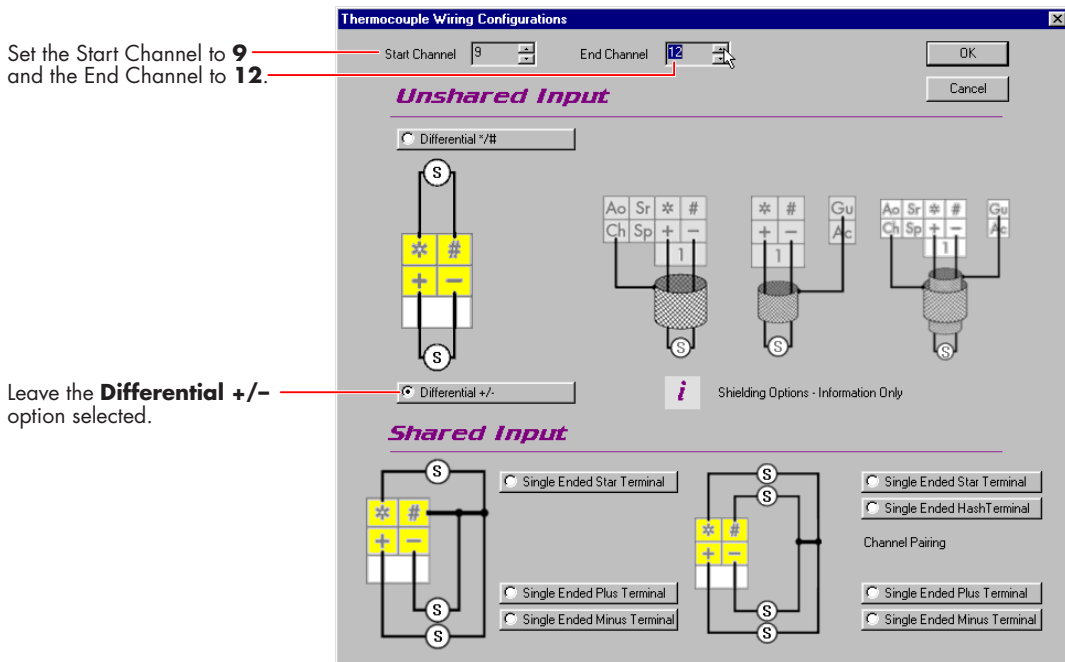 Thermocouple Wiring Configurations
Set the Start Channel to 9
and the End Channel to 12.
Start Channel 9 End Channel 12 OK
Cancel
Unshared Input
Differential */#
S
* #
+ −
S
Ao Sr * #
Ch Sp + −
1
S
* # Gu
+ − Ac
1
S
Ao Sr * # Gu
Ch Sp + − Ac
1
S
Leave the Differential +/−
option selected.
Differential +/-
i Shielding Options - Information Only
Shared Input
S
* #
+ −
S
S
Single Ended Star Terminal
Single Ended Plus Terminal
Single Ended Minus Terminal
S
S
* #
+ −
S
S
Single Ended Star Terminal
Single Ended HashTerminal
Channel Pairing
Single Ended Plus Terminal
Single Ended Minus Terminal